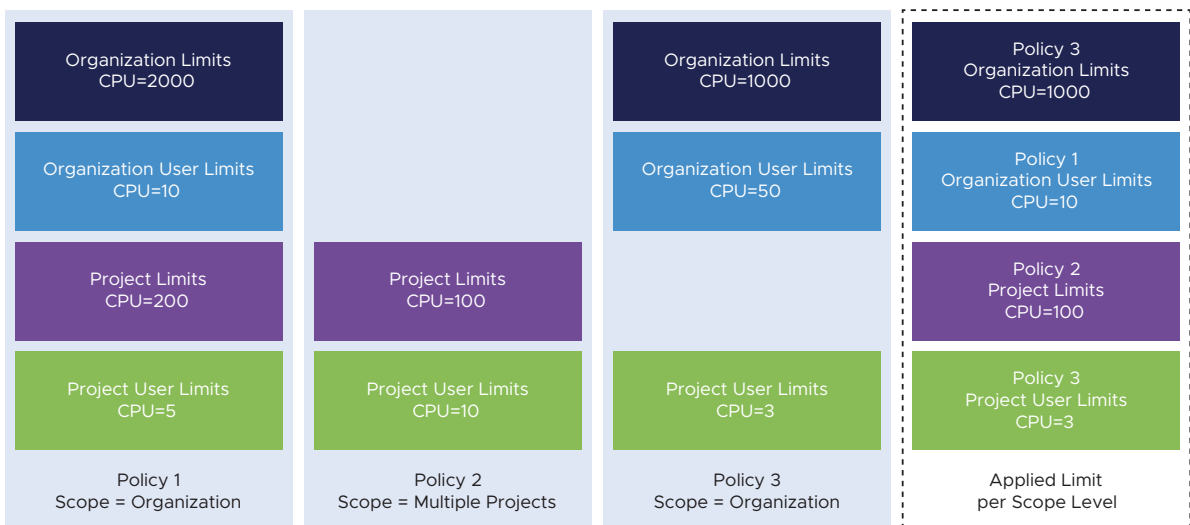 Organization Limits
CPU=2000
Organization User Limits
CPU=10
Project Limits
CPU=200
Project User Limits
CPU=5
Policy 1
Scope = Organization
Project Limits
CPU=100
Project User Limits
CPU=10
Policy 2
Scope = Multiple Projects
Organization Limits
CPU=1000
Organization User Limits
CPU=50
Project User Limits
CPU=3
Policy 3
Scope = Organization
Policy 3
Organization Limits
CPU=1000
Policy 1
Organization User Limits
CPU=10
Policy 2
Project Limits
CPU=100
Policy 3
Project User Limits
CPU=3
Applied Limit
per Scope Level